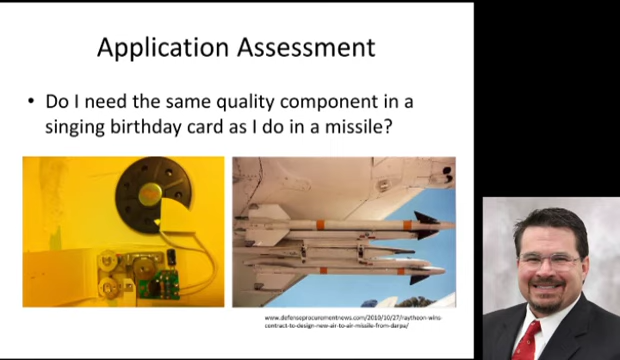 Application Assessment
• Do I need the same quality component in a
singing birthday card as I do in a missile?
www.defenseprocurementnews.com/2010/10/27/raytheon-wins-
contract-to-design-new-air-to-air-missile-from-darpa/